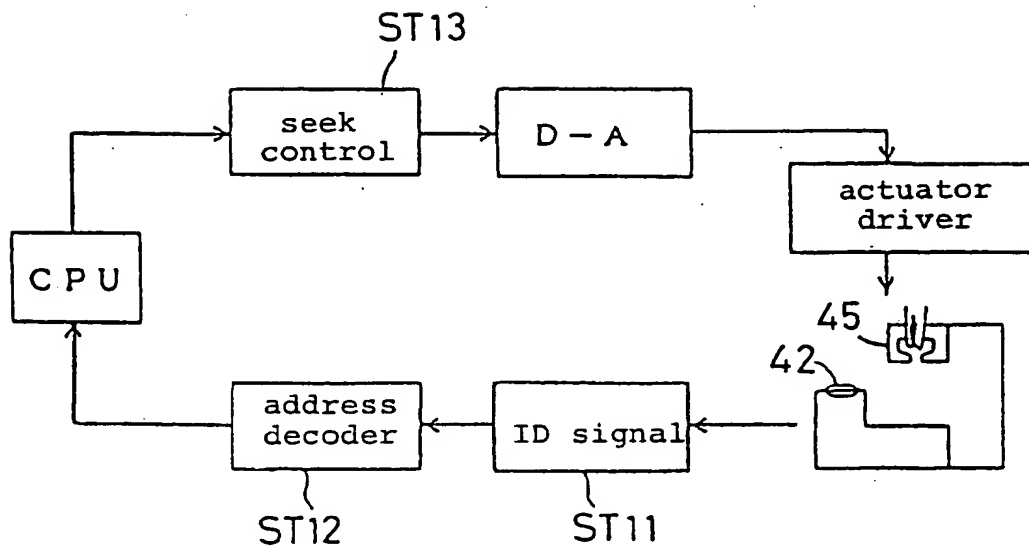 ST13
seek
control
D-A
actuator
driver
CPU
45
42
address
decoder
ID signal
ST12
ST11